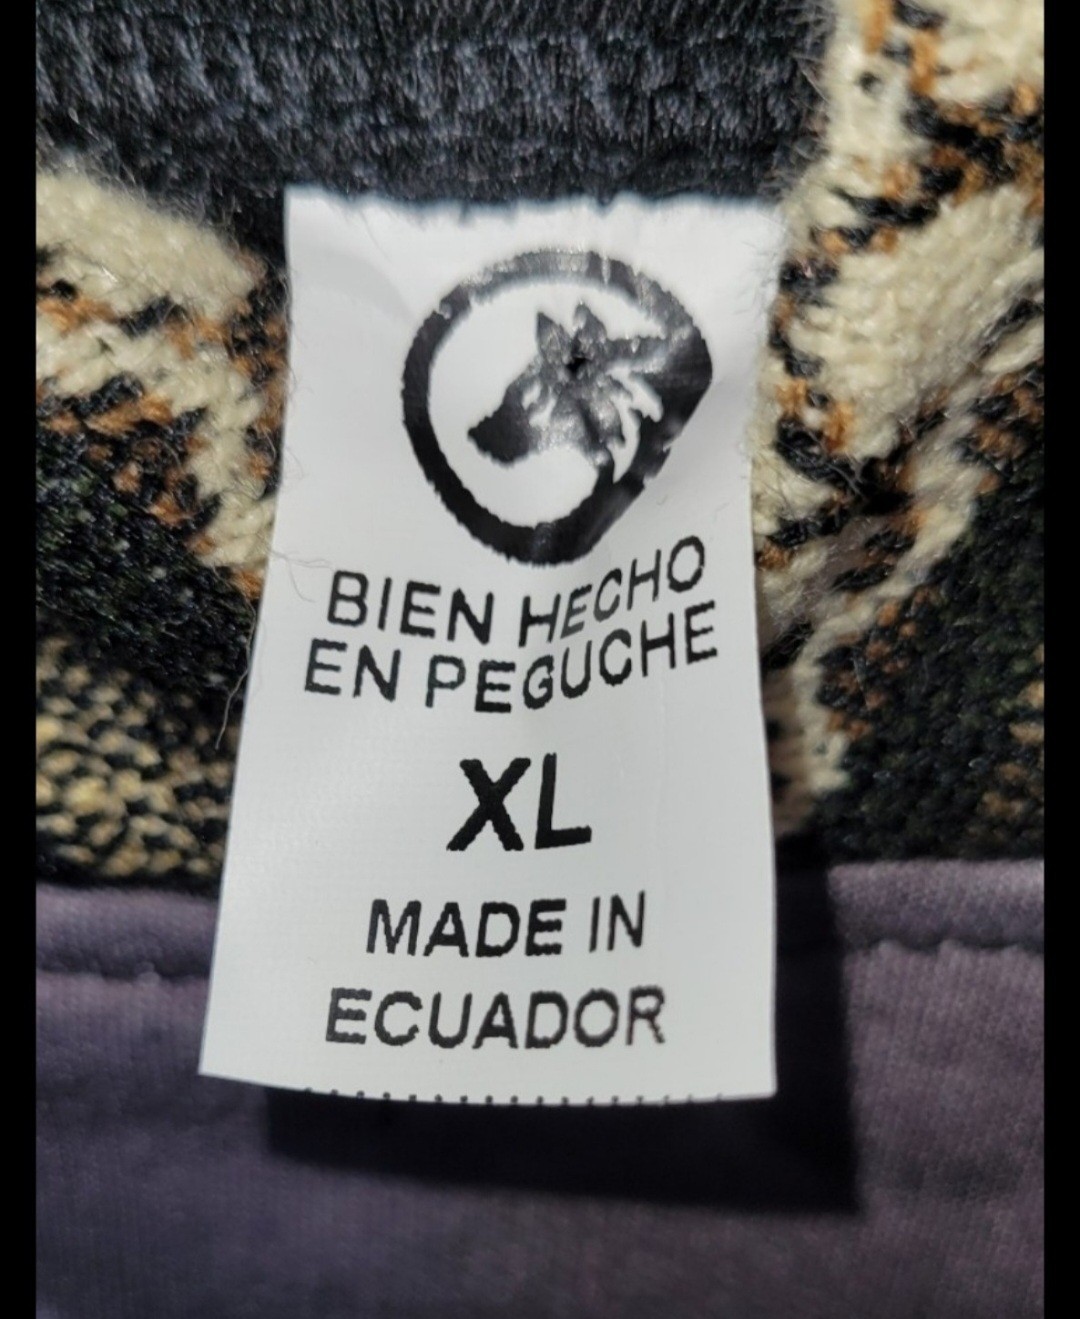 BIEN HECHO
EN PEGUCHE
XL
MADE IN
ECUADOR